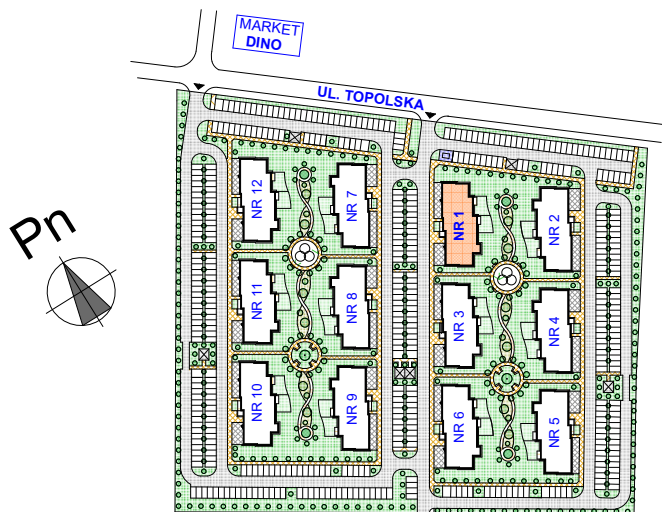 MARKET
DINO
UL. TOPOLSKA
Pn
NR 12
NR 7
NR 1
NR 2
NR 11
NR 8
NR 3
NR 4
NR 10
NR 9
NR 6
NR 5